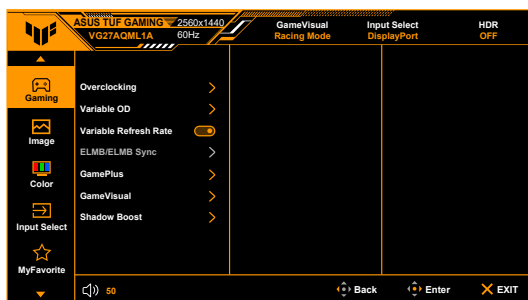 ASUS TUF GAMING
VG27AQML1A
2560x1440
60Hz
GameVisual
Racing Mode
Input Select
DisplayPort
HDR
OFF
Gaming
Image
Color
Input Select
MyFavorite
Overclocking
Variable OD
Variable Refresh Rate
ELMB/ELMB Sync
GamePlus
GameVisual
Shadow Boost
50
Back
Enter
EXIT